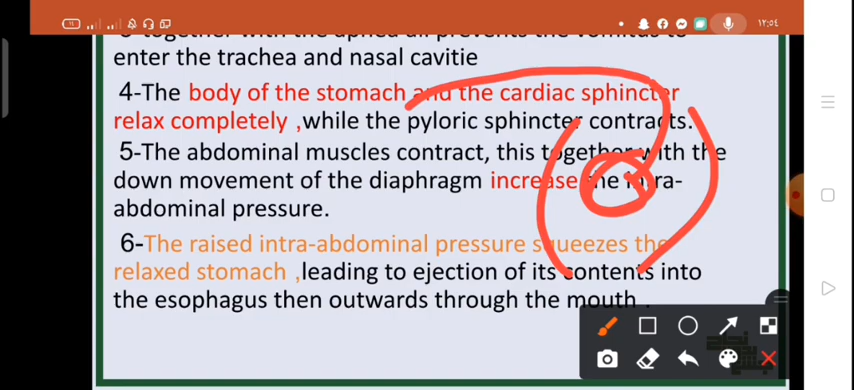 ١٢:٥٤
enter the trachea and nasal cavitie
4-The body of the stomach and the cardiac sphincter
relax completely ,while the pyloric sphincter contracts.
5-The abdominal muscles contract, this together with the
down movement of the diaphragm increase the intra-
abdominal pressure.
6-The raised intra-abdominal pressure squeezes the
relaxed stomach ,leading to ejection of its contents into
the esophagus then outwards through the mouth .